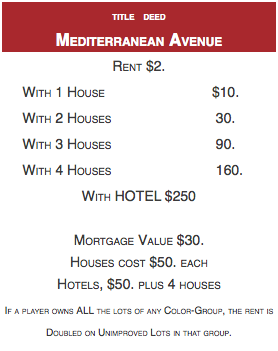 TITLE DEED
MEDITERRANEAN AVENUE
RENT $2.
WITH 1 HOUSE $10.
WITH 2 HOUSES 30.
WITH 3 HOUSES 90.
WITH 4 HOUSES 160.
WITH HOTEL $250
MORTGAGE VALUE $30.
HOUSES COST $50. EACH
HOTELS, $50. PLUS 4 HOUSES
IF A PLAYER OWNS ALL THE LOTS OF ANY COLOR-GROUP, THE RENT IS
DOUBLED ON UNIMPROVED LOTS IN THAT GROUP.